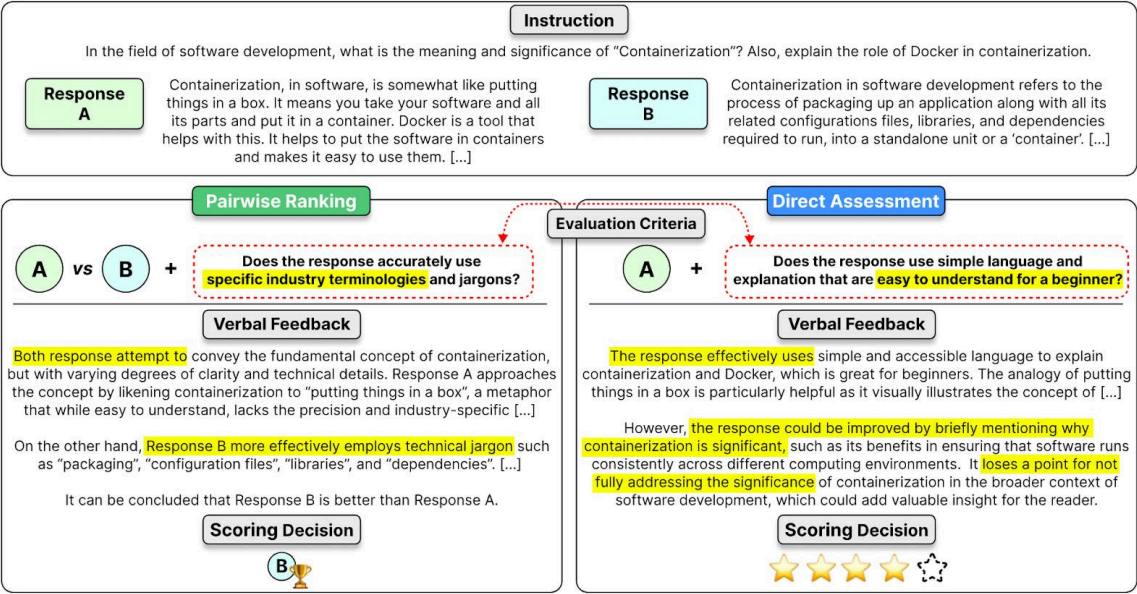 Instruction
In the field of software development, what is the meaning and significance of “Containerization”? Also, explain the role of Docker in containerization.
Response
A
Containerization, in software, is somewhat like putting
things in a box. It means you take your software and all
its parts and put it in a container. Docker is a tool that
helps with this. It helps to put the software in containers
and makes it easy to use them. [...]
Response
B
Containerization in software development refers to the
process of packaging up an application along with all its
related configurations files, libraries, and dependencies
required to run, into a standalone unit or a ‘container’. [...]
Pairwise Ranking
Evaluation Criteria
Direct Assessment
A vs B +
Does the response accurately use
specific industry terminologies and jargons?
Verbal Feedback
Both response attempt to convey the fundamental concept of containerization,
but with varying degrees of clarity and technical details. Response A approaches
the concept by likening containerization to “putting things in a box”, a metaphor
that while easy to understand, lacks the precision and industry-specific [...]
On the other hand, Response B more effectively employs technical jargon such
as “packaging”, “configuration files”, “libraries”, and “dependencies”. [...]
It can be concluded that Response B is better than Response A.
Scoring Decision
B
A +
Does the response use simple language and
explanation that are easy to understand for a beginner?
Verbal Feedback
The response effectively uses simple and accessible language to explain
containerization and Docker, which is great for beginners. The analogy of putting
things in a box is particularly helpful as it visually illustrates the concept of [...]
However, the response could be improved by briefly mentioning why
containerization is significant, such as its benefits in ensuring that software runs
consistently across different computing environments. It loses a point for not
fully addressing the significance of containerization in the broader context of
software development, which could add valuable insight for the reader.
Scoring Decision